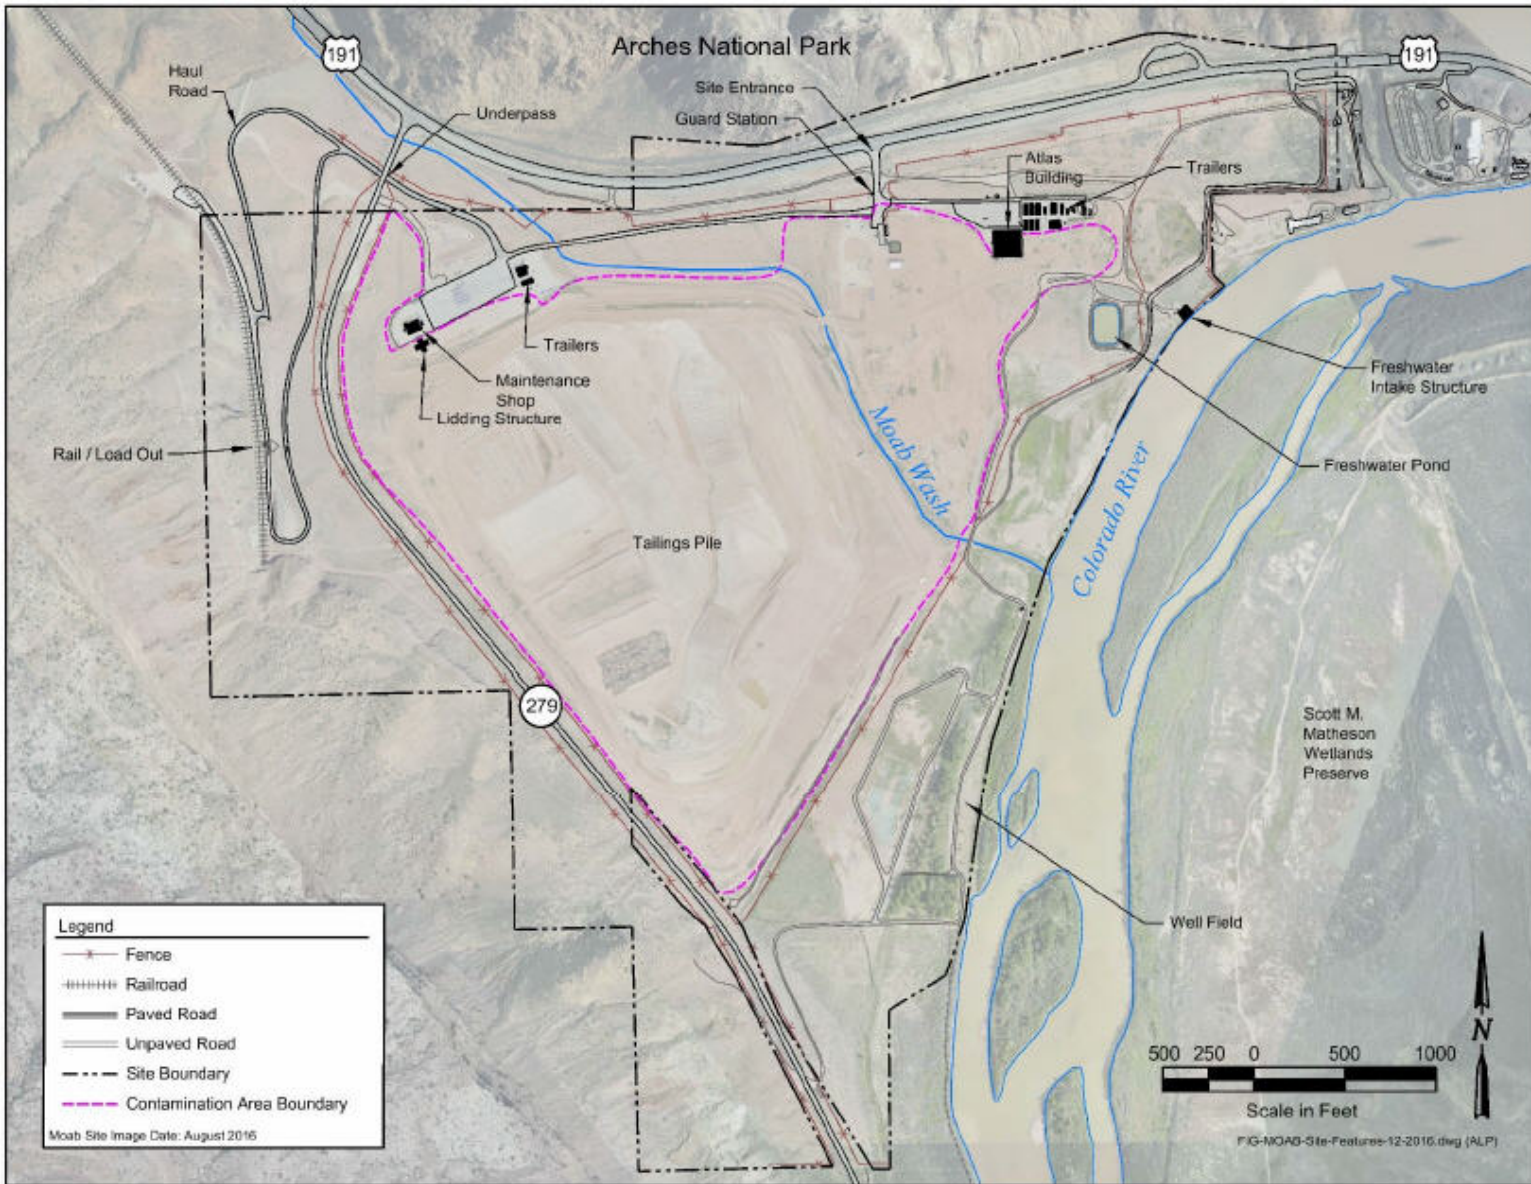 Arches National Park
191
191
Haul
Road
Underpass
Site Entrance
Guard Station
Atlas
Building
Trailers
Trailers
Maintenance
Shop
Lidding Structure
Rail / Load Out
Freshwater
Intake Structure
Freshwater Pond
Moab Wash
Colorado River
Tailings Pile
279
Scott M.
Matheson
Wetlands
Preserve
Well Field
Legend
Fence
Railroad
Paved Road
Unpaved Road
Site Boundary
Contamination Area Boundary
Moab Site Image Date: August 2016
N
500 250 0 500 1000
Scale in Feet
FIG-MOAB-Site-Features-12-2016.dwg (ALP)